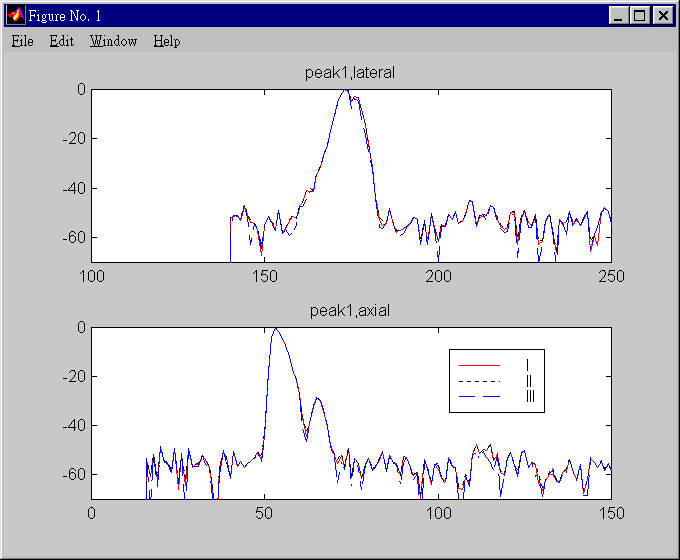 Figure No. 1
File Edit Window Help
peak1,lateral
0
-20
-40
-60
100 150 200 250
peak1,axial
0
-20
-40
-60
I
II
III
0 50 100 150